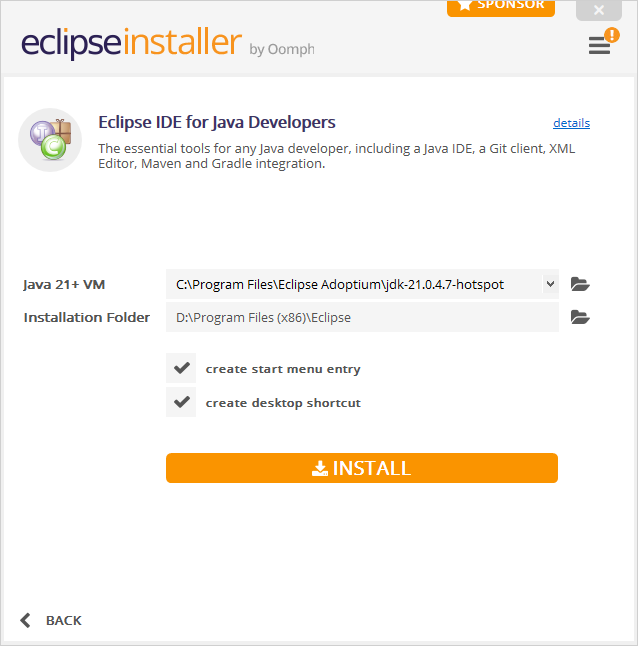 SPONSOR
eclipseinstaller by Oomph
Eclipse IDE for Java Developers
details
The essential tools for any Java developer, including a Java IDE, a Git client, XML
Editor, Maven and Gradle integration.
Java 21+ VM
C:\Program Files\Eclipse Adoptium\jdk-21.0.4.7-hotspot
Installation Folder
D:\Program Files (x86)\Eclipse
create start menu entry
create desktop shortcut
INSTALL
BACK